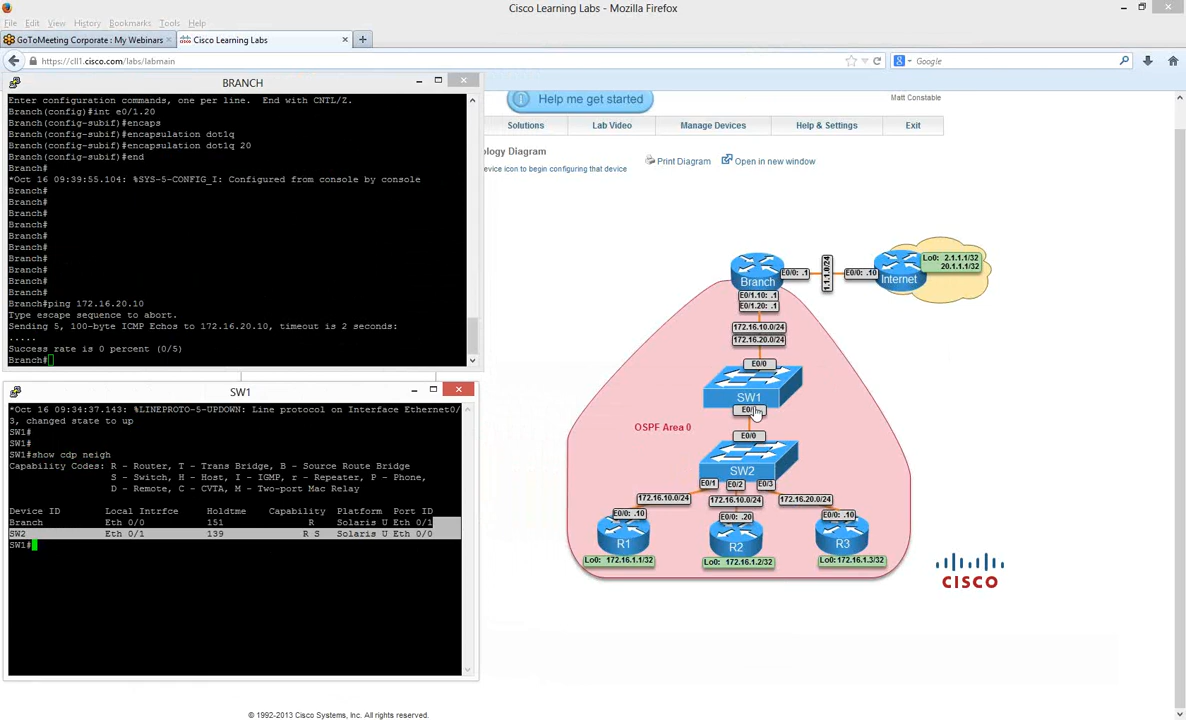 Cisco Learning Labs - Mozilla Firefox
File Edit View History Bookmarks Tools Help
GoToMeeting Corporate : My Webinars
Cisco Learning Labs
https://cll1.cisco.com/labs/labmain
Google
BRANCH
Enter configuration commands, one per line. End with CNTL/Z.
Branch(config)#int e0/1.20
Branch(config-subif)#encaps
Branch(config-subif)#encapsulation dot1q
Branch(config-subif)#encapsulation dot1q 20
Branch(config-subif)#end
Branch#
*Oct 16 09:39:55.104: %SYS-5-CONFIG_I: Configured from console by console
Branch#
Branch#
Branch#
Branch#
Branch#
Branch#
Branch#
Branch#
Branch#
Branch#ping 172.16.20.10
Type escape sequence to abort.
Sending 5, 100-byte ICMP Echos to 172.16.20.10, timeout is 2 seconds:
.....
Success rate is 0 percent (0/5)
Branch#
SW1
*Oct 16 09:34:37.143: %LINEPROTO-5-UPDOWN: Line protocol on Interface Ethernet0/
3, changed state to up
SW1#
SW1#
SW1#show cdp neigh
Capability Codes: R - Router, T - Trans Bridge, B - Source Route Bridge
S - Switch, H - Host, I - IGMP, r - Repeater, P - Phone,
D - Remote, C - CVTA, M - Two-port Mac Relay
Device ID Local Intrfce Holdtme Capability Platform Port ID
Branch Eth 0/0 151 R Solaris U Eth 0/1
SW2 Eth 0/1 139 R S Solaris U Eth 0/0
SW1#
Help me get started
Matt Constable
Solutions Lab Video Manage Devices Help & Settings Exit
ology Diagram
Print Diagram
Open in new window
evice icon to begin configuring that device
Branch
E0/0: .1
1.1.1.0/24
E0/0: .10
Internet
Lo0: 2.1.1.1/32
20.1.1.1/32
E0/1.10: .1
E0/1.20: .1
172.16.10.0/24
172.16.20.0/24
E0/0
SW1
OSPF Area 0
E0/0
SW2
E0/1
E0/2
E0/3
172.16.10.0/24
172.16.10.0/24
172.16.20.0/24
E0/0: .10
E0/0: .20
E0/0: .10
R1
R2
R3
Lo0: 172.16.1.1/32
Lo0: 172.16.1.2/32
Lo0:172.16.1.3/32
CISCO
© 1992-2013 Cisco Systems, Inc. All rights reserved.